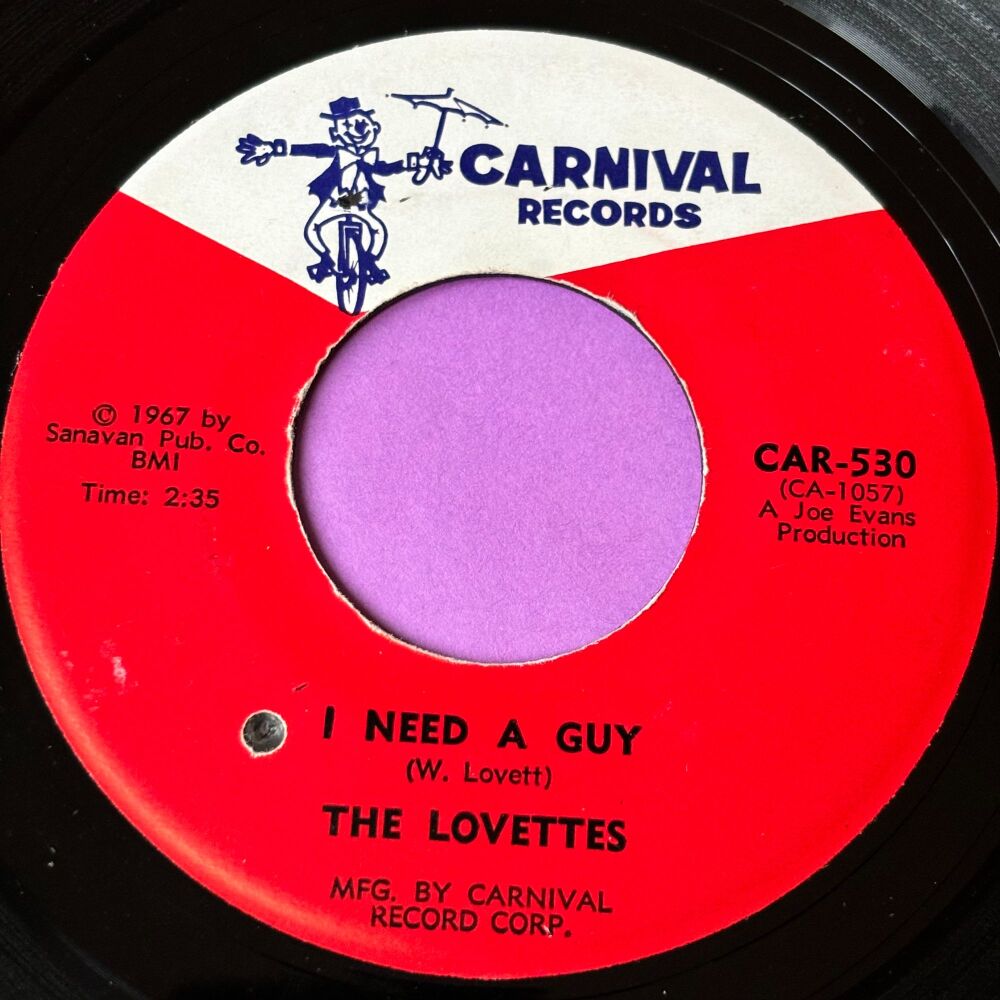 CARNIVAL
RECORDS
© 1967 by
Sanavan Pub. Co.
BMI
Time: 2:35
CAR-530
(CA-1057)
A Joe Evans
Production
I NEED A GUY
(W. Lovett)
THE LOVETTES
MFG. BY CARNIVAL
RECORD CORP.